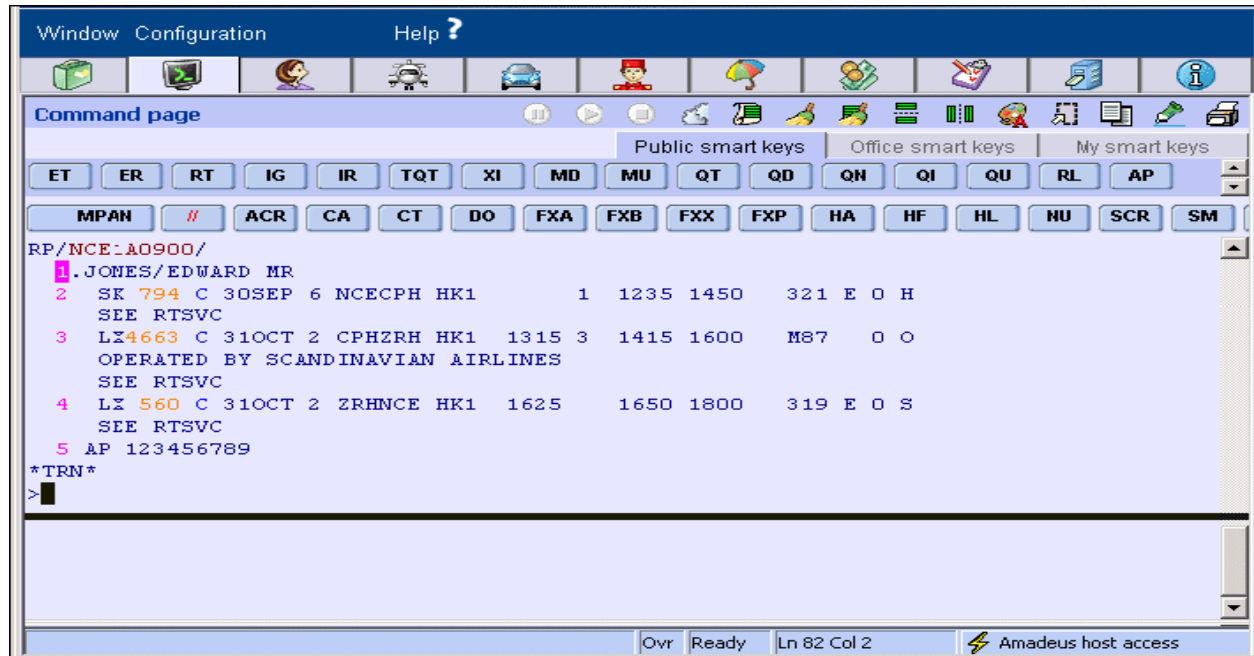 Window Configuration Help ?
Command page
Public smart keys Office smart keys My smart keys
ET ER RT IG IR TQT XI MD MU QT QD QN QI QU RL AP
MPAN // ACR CA CT DO FXA FXB FXX FXP HA HF HL NU SCR SM
RP/NCE1A0900/
1.JONES/EDWARD MR
2 SK 794 C 30SEP 6 NCECPH HK1 1 1235 1450 321 E O H
SEE RTSVC
3 LX4663 C 31OCT 2 CPHZRH HK1 1315 3 1415 1600 M87 O O
OPERATED BY SCANDINAVIAN AIRLINES
SEE RTSVC
4 LX 560 C 31OCT 2 ZRHNCE HK1 1625 1650 1800 319 E O S
SEE RTSVC
5 AP 123456789
*TRN*
>
Ovr Ready Ln 82 Col 2 Amadeus host access